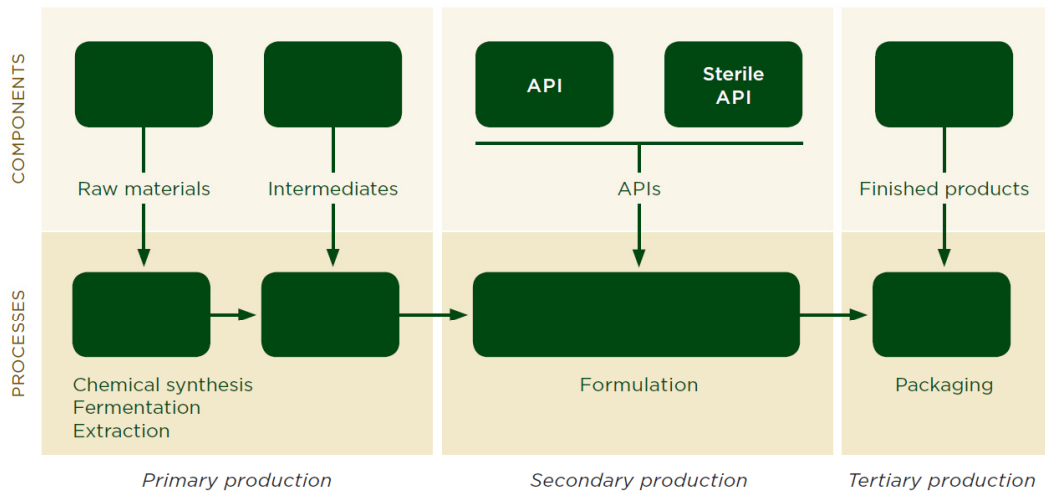 COMPONENTS
API
Sterile
API
Raw materials
Intermediates
APIs
Finished products
PROCESSES
Chemical synthesis
Fermentation
Extraction
Formulation
Packaging
Primary production
Secondary production
Tertiary production